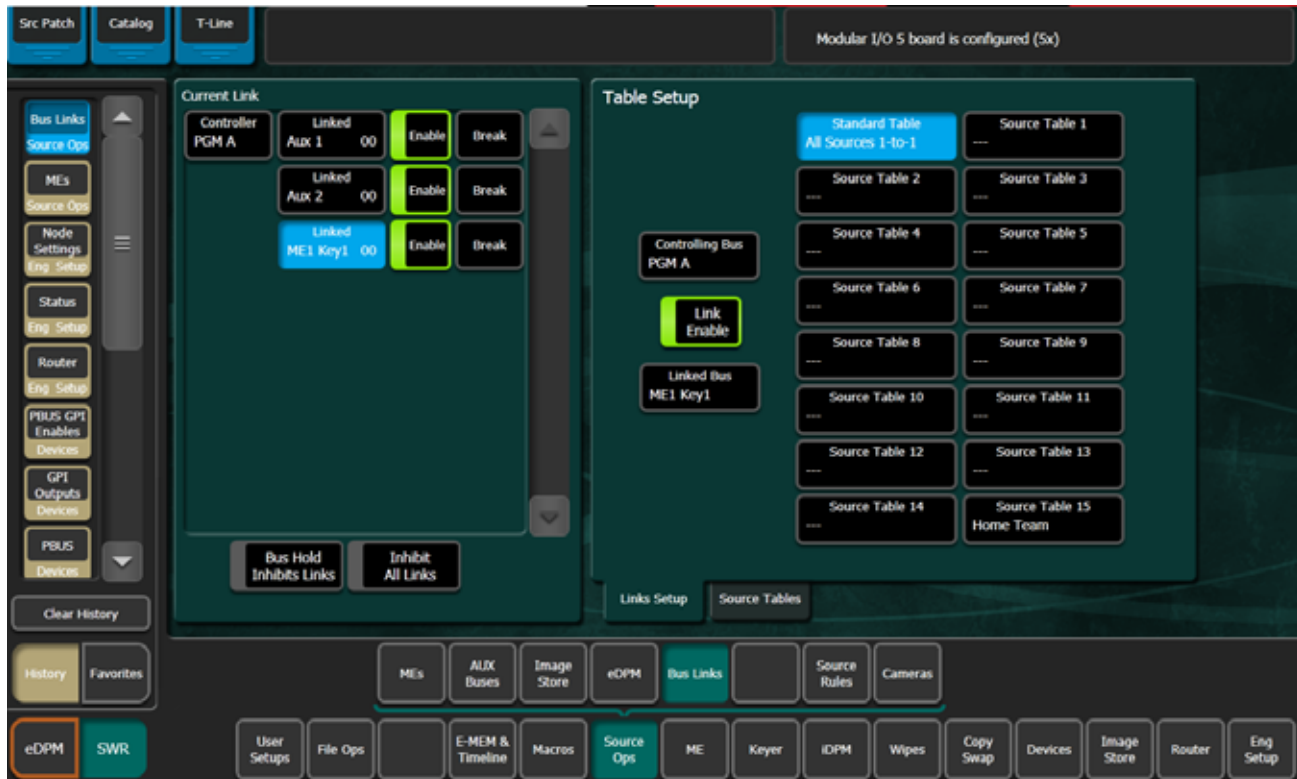 Src Patch
Catalog
T-Line
Modular I/O 5 board is configured (5x)
Bus Links
Source Ops
MEs
Source Ops
Node
Settings
Eng Setup
Status
Eng Setup
Router
Eng Setup
PBUS GPI
Enables
Devices
GPI
Outputs
Devices
PBUS
Devices
Clear History
History
Favorites
eDPM
SWR
Current Link
Controller
PGM A
Linked
Aux 1 00
Enable
Break
Linked
Aux 2 00
Enable
Break
Linked
ME1 Key1 00
Enable
Break
Bus Hold
Inhibits Links
Inhibit
All Links
Table Setup
Controlling Bus
PGM A
Link
Enable
Linked Bus
ME1 Key1
Standard Table
All Sources 1-to-1
Source Table 1
---
Source Table 2
---
Source Table 3
---
Source Table 4
---
Source Table 5
---
Source Table 6
---
Source Table 7
---
Source Table 8
---
Source Table 9
---
Source Table 10
---
Source Table 11
---
Source Table 12
---
Source Table 13
---
Source Table 14
---
Source Table 15
Home Team
Links Setup
Source Tables
MEs
AUX
Buses
Image
Store
eDPM
Bus Links
Source
Rules
Cameras
User
Setups
File Ops
E-MEM &
Timeline
Macros
Source
Ops
ME
Keyer
iDPM
Wipes
Copy
Swap
Devices
Image
Store
Router
Eng
Setup